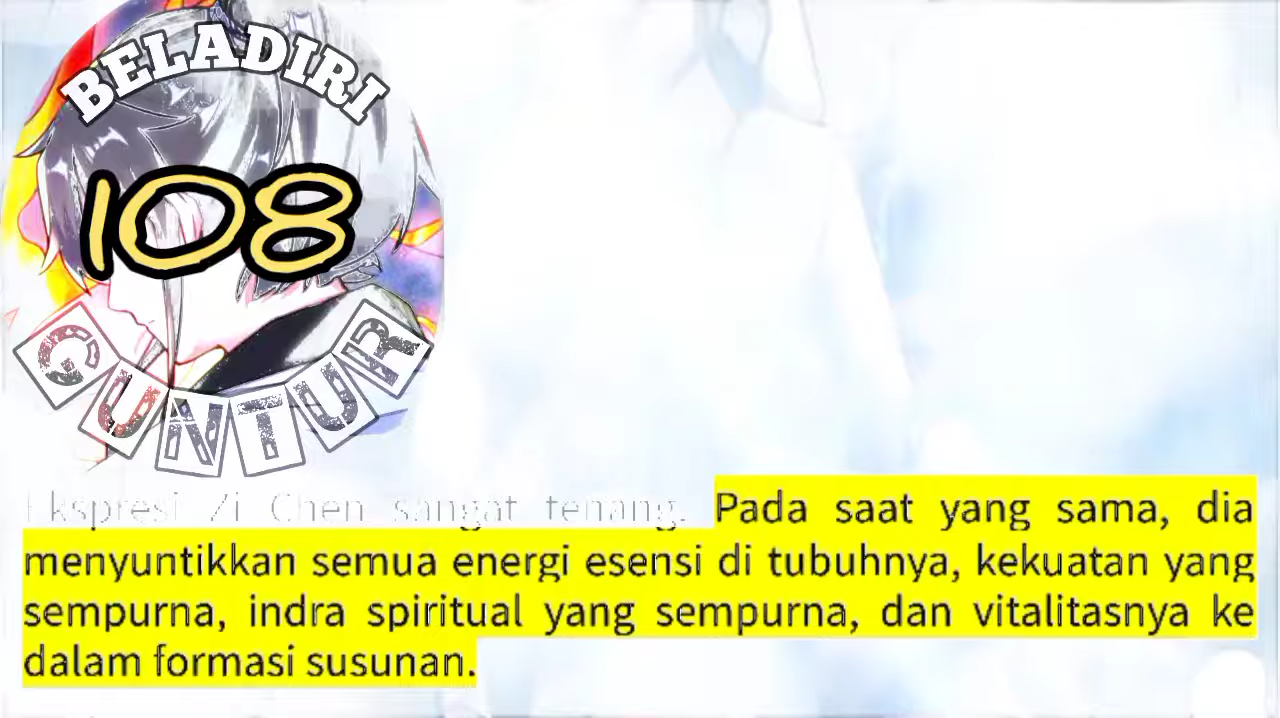 BELADIRI
108
GUNTUR
Ekspresi Zi Chen sangat tenang. Pada saat yang sama, dia
menyuntikkan semua energi esensi di tubuhnya, kekuatan yang
sempurna, indra spiritual yang sempurna, dan vitalitasnya ke
dalam formasi susunan.